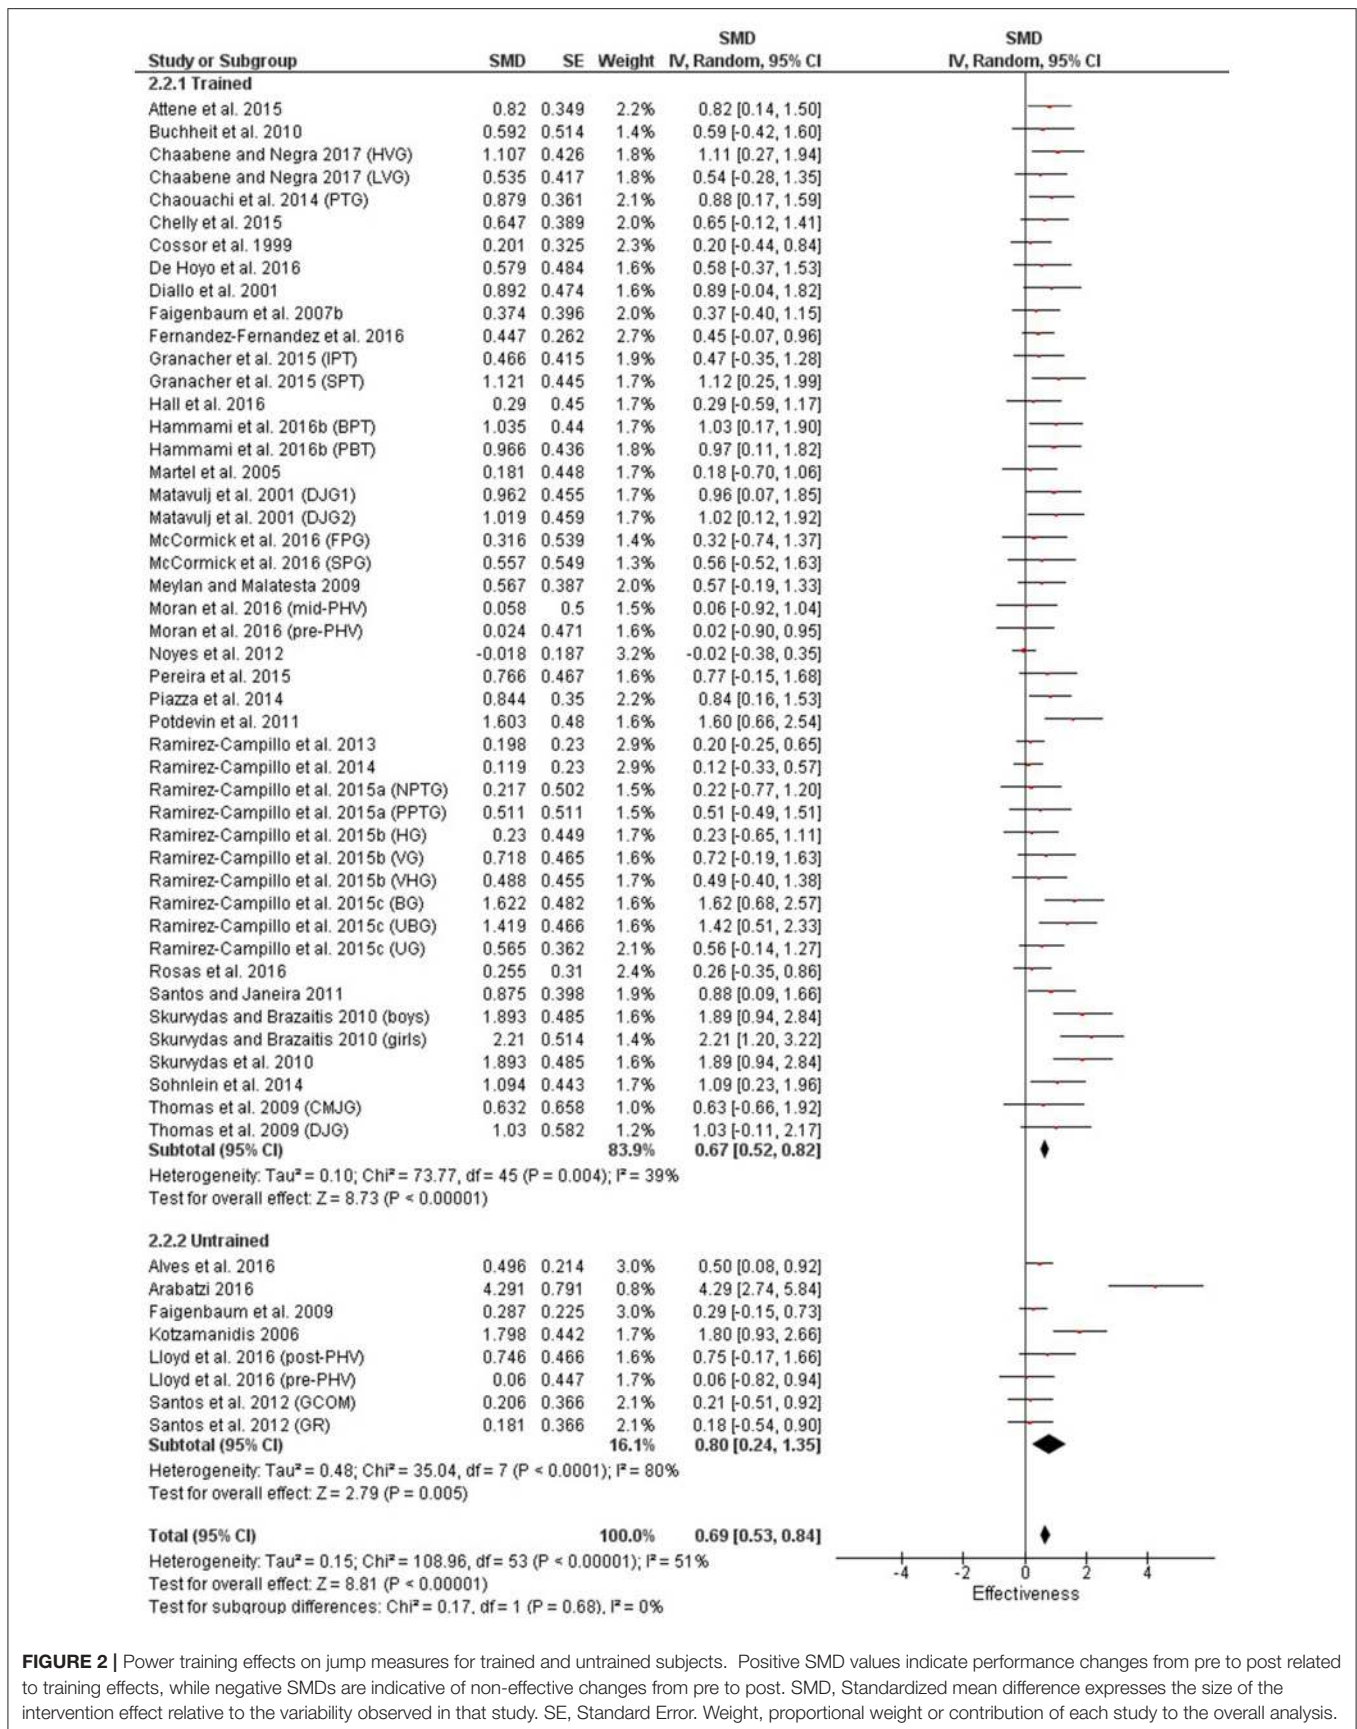 SMD SMD
Study or Subgroup SMD SE Weight IV, Random, 95% CI IV, Random, 95% CI
2.2.1 Trained
Attene et al. 2015 0.82 0.349 2.2% 0.82 [0.14, 1.50]
Buchheit et al. 2010 0.592 0.514 1.4% 0.59 [-0.42, 1.60]
Chaabene and Negra 2017 (HVG) 1.107 0.426 1.8% 1.11 [0.27, 1.94]
Chaabene and Negra 2017 (LVG) 0.535 0.417 1.8% 0.54 [-0.28, 1.35]
Chaouachi et al. 2014 (PTG) 0.879 0.361 2.1% 0.88 [0.17, 1.59]
Chelly et al. 2015 0.647 0.389 2.0% 0.65 [-0.12, 1.41]
Cossor et al. 1999 0.201 0.325 2.3% 0.20 [-0.44, 0.84]
De Hoyo et al. 2016 0.579 0.484 1.6% 0.58 [-0.37, 1.53]
Diallo et al. 2001 0.892 0.474 1.6% 0.89 [-0.04, 1.82]
Faigenbaum et al. 2007b 0.374 0.396 2.0% 0.37 [-0.40, 1.15]
Fernandez-Fernandez et al. 2016 0.447 0.262 2.7% 0.45 [-0.07, 0.96]
Granacher et al. 2015 (IPT) 0.466 0.415 1.9% 0.47 [-0.35, 1.28]
Granacher et al. 2015 (SPT) 1.121 0.445 1.7% 1.12 [0.25, 1.99]
Hall et al. 2016 0.29 0.45 1.7% 0.29 [-0.59, 1.17]
Hammami et al. 2016b (BPT) 1.035 0.44 1.7% 1.03 [0.17, 1.90]
Hammami et al. 2016b (PBT) 0.966 0.436 1.8% 0.97 [0.11, 1.82]
Martel et al. 2005 0.181 0.448 1.7% 0.18 [-0.70, 1.06]
Matavulj et al. 2001 (DJG1) 0.962 0.455 1.7% 0.96 [0.07, 1.85]
Matavulj et al. 2001 (DJG2) 1.019 0.459 1.7% 1.02 [0.12, 1.92]
McCormick et al. 2016 (FPG) 0.316 0.539 1.4% 0.32 [-0.74, 1.37]
McCormick et al. 2016 (SPG) 0.557 0.549 1.3% 0.56 [-0.52, 1.63]
Meylan and Malatesta 2009 0.567 0.387 2.0% 0.57 [-0.19, 1.33]
Moran et al. 2016 (mid-PHV) 0.058 0.5 1.5% 0.06 [-0.92, 1.04]
Moran et al. 2016 (pre-PHV) 0.024 0.471 1.6% 0.02 [-0.90, 0.95]
Noyes et al. 2012 -0.018 0.187 3.2% -0.02 [-0.38, 0.35]
Pereira et al. 2015 0.766 0.467 1.6% 0.77 [-0.15, 1.68]
Piazza et al. 2014 0.844 0.35 2.2% 0.84 [0.16, 1.53]
Potdevin et al. 2011 1.603 0.48 1.6% 1.60 [0.66, 2.54]
Ramirez-Campillo et al. 2013 0.198 0.23 2.9% 0.20 [-0.25, 0.65]
Ramirez-Campillo et al. 2014 0.119 0.23 2.9% 0.12 [-0.33, 0.57]
Ramirez-Campillo et al. 2015a (NPTG) 0.217 0.502 1.5% 0.22 [-0.77, 1.20]
Ramirez-Campillo et al. 2015a (PPTG) 0.511 0.511 1.5% 0.51 [-0.49, 1.51]
Ramirez-Campillo et al. 2015b (HG) 0.23 0.449 1.7% 0.23 [-0.65, 1.11]
Ramirez-Campillo et al. 2015b (VG) 0.718 0.465 1.6% 0.72 [-0.19, 1.63]
Ramirez-Campillo et al. 2015b (VHG) 0.488 0.455 1.7% 0.49 [-0.40, 1.38]
Ramirez-Campillo et al. 2015c (BG) 1.622 0.482 1.6% 1.62 [0.68, 2.57]
Ramirez-Campillo et al. 2015c (UBG) 1.419 0.466 1.6% 1.42 [0.51, 2.33]
Ramirez-Campillo et al. 2015c (UG) 0.565 0.362 2.1% 0.56 [-0.14, 1.27]
Rosas et al. 2016 0.255 0.31 2.4% 0.26 [-0.35, 0.86]
Santos and Janeira 2011 0.875 0.398 1.9% 0.88 [0.09, 1.66]
Skurvydas and Brazaitis 2010 (boys) 1.893 0.485 1.6% 1.89 [0.94, 2.84]
Skurvydas and Brazaitis 2010 (girls) 2.21 0.514 1.4% 2.21 [1.20, 3.22]
Skurvydas et al. 2010 1.893 0.485 1.6% 1.89 [0.94, 2.84]
Sohnlein et al. 2014 1.094 0.443 1.7% 1.09 [0.23, 1.96]
Thomas et al. 2009 (CMJG) 0.632 0.658 1.0% 0.63 [-0.66, 1.92]
Thomas et al. 2009 (DJG) 1.03 0.582 1.2% 1.03 [-0.11, 2.17]
Subtotal (95% CI) 83.9% 0.67 [0.52, 0.82]
Heterogeneity: Tau² = 0.10; Chi² = 73.77, df = 45 (P = 0.004); I² = 39%
Test for overall effect: Z = 8.73 (P < 0.00001)
2.2.2 Untrained
Alves et al. 2016 0.496 0.214 3.0% 0.50 [0.08, 0.92]
Arabatzi 2016 4.291 0.791 0.8% 4.29 [2.74, 5.84]
Faigenbaum et al. 2009 0.287 0.225 3.0% 0.29 [-0.15, 0.73]
Kotzamanidis 2006 1.798 0.442 1.7% 1.80 [0.93, 2.66]
Lloyd et al. 2016 (post-PHV) 0.746 0.466 1.6% 0.75 [-0.17, 1.66]
Lloyd et al. 2016 (pre-PHV) 0.06 0.447 1.7% 0.06 [-0.82, 0.94]
Santos et al. 2012 (GCOM) 0.206 0.366 2.1% 0.21 [-0.51, 0.92]
Santos et al. 2012 (GR) 0.181 0.366 2.1% 0.18 [-0.54, 0.90]
Subtotal (95% CI) 16.1% 0.80 [0.24, 1.35]
Heterogeneity: Tau² = 0.48; Chi² = 35.04, df = 7 (P < 0.0001); I² = 80%
Test for overall effect: Z = 2.79 (P = 0.005)
Total (95% CI) 100.0% 0.69 [0.53, 0.84]
Heterogeneity: Tau² = 0.15; Chi² = 108.96, df = 53 (P < 0.00001); I² = 51%
-4 -2 0 2 4
Test for overall effect: Z = 8.81 (P < 0.00001)
Effectiveness
Test for subgroup differences: Chi² = 0.17, df = 1 (P = 0.68), I² = 0%
FIGURE 2 | Power training effects on jump measures for trained and untrained subjects. Positive SMD values indicate performance changes from pre to post related
to training effects, while negative SMDs are indicative of non-effective changes from pre to post. SMD, Standardized mean difference expresses the size of the
intervention effect relative to the variability observed in that study. SE, Standard Error. Weight, proportional weight or contribution of each study to the overall analysis.